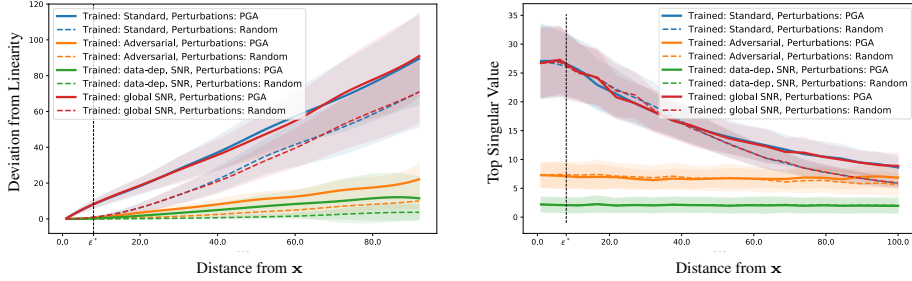 120
100
80
60
40
20
0
Deviation from Linearity
Trained: Standard, Perturbations: PGA
Trained: Standard, Perturbations: Random
Trained: Adversarial, Perturbations: PGA
Trained: Adversarial, Perturbations: Random
Trained: data-dep. SNR, Perturbations: PGA
Trained: data-dep, SNR, Perturbations: Random
Trained: global SNR, Perturbations: PGA
Trained: global SNR, Perturbations: Random
0.0 ε* 20.0 40.0 60.0 80.0
Distance from x
35
30
25
20
15
10
5
0
Top Singular Value
Trained: Standard, Perturbations: PGA
Trained: Standard, Perturbations: Random
Trained: Adversarial, Perturbations: PGA
Trained: Adversarial, Perturbations: Random
Trained: data-dep. SNR, Perturbations: PGA
Trained: data-dep, SNR, Perturbations: Random
Trained: global SNR, Perturbations: PGA
Trained: global SNR, Perturbations: Random
0.0 ε* 20.0 40.0 60.0 80.0 100.0
Distance from x